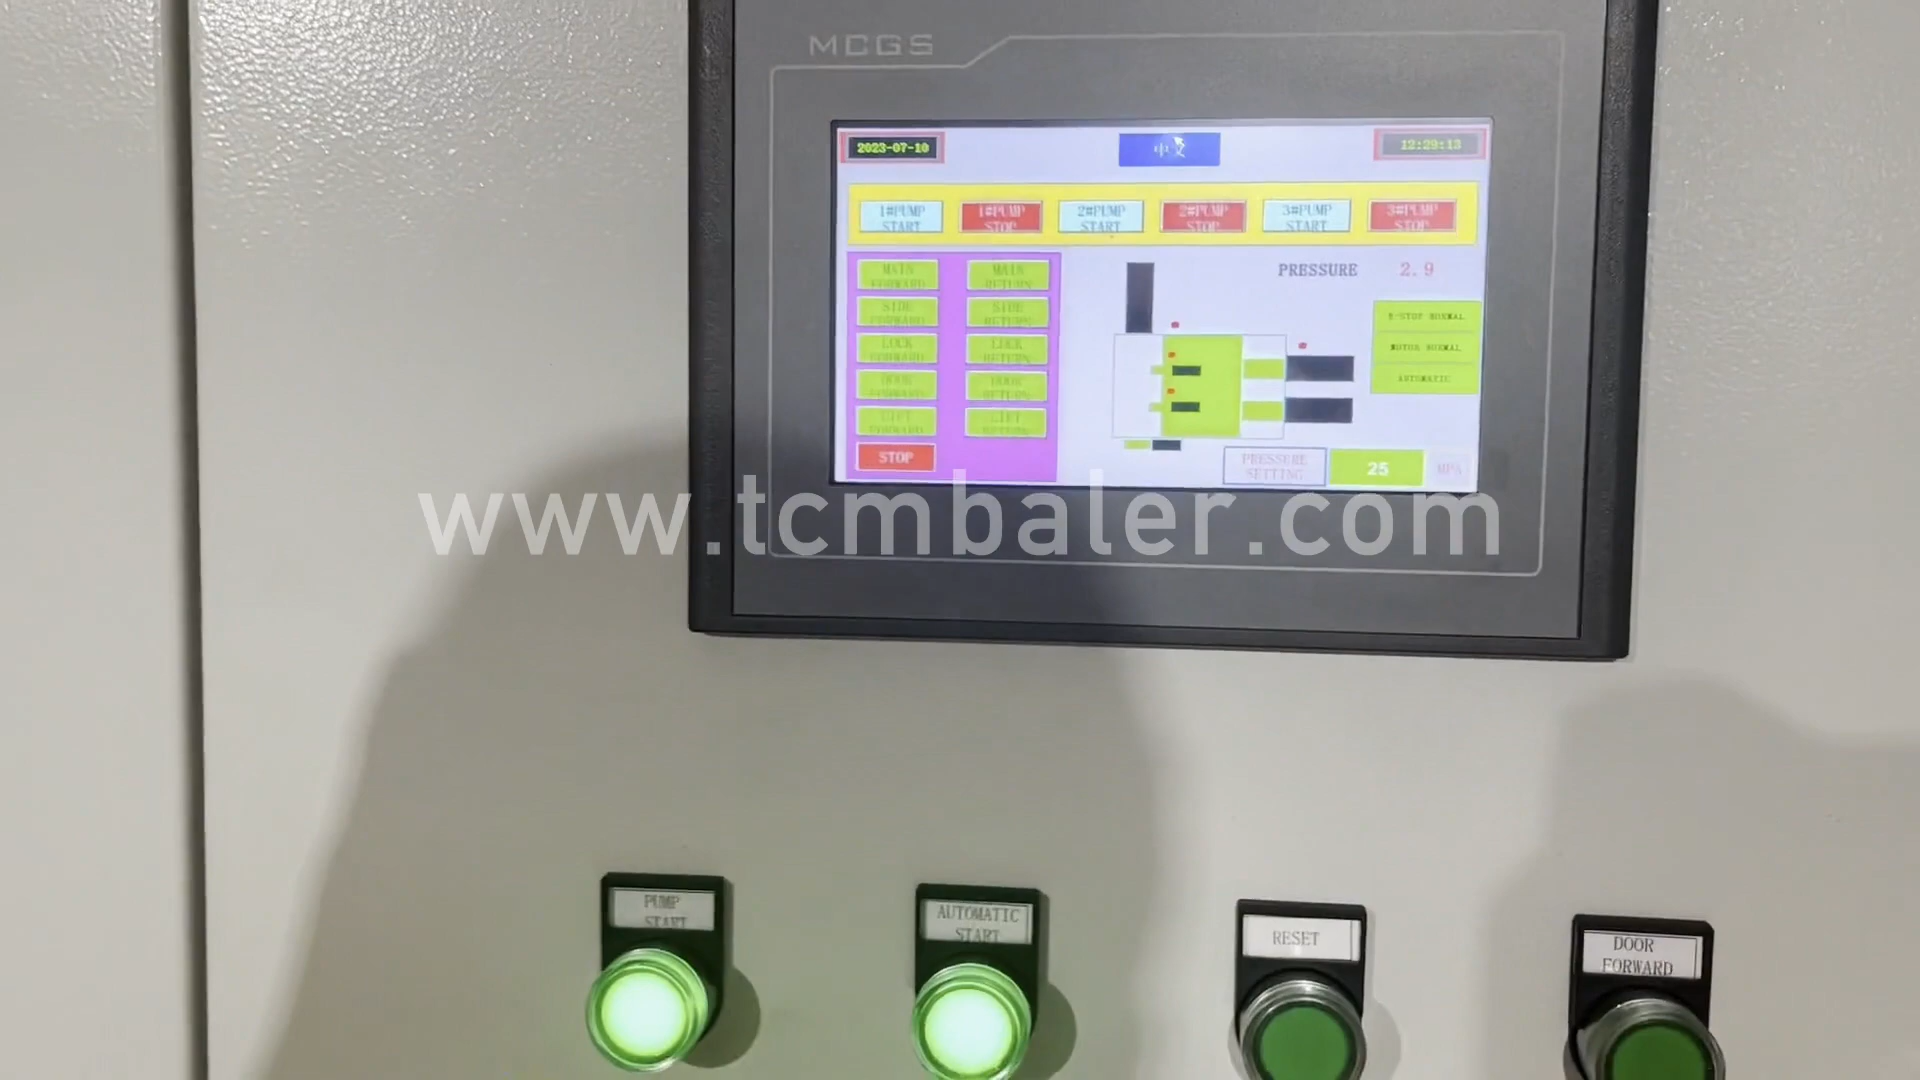 MCGS
2023-07-10
中文
12:29:13
1#PUMP
START
1#PUMP
STOP
2#PUMP
START
2#PUMP
STOP
3#PUMP
START
3#PUMP
STOP
MAIN
FORWARD
MAIN
RETURN
PRESSURE 2.9
SIDE
FORWARD
SIDE
RETURN
E-STOP NORMAL
LOCK
FORWARD
LOCK
RETURN
MOTOR NORMAL
DOOR
FORWARD
DOOR
RETURN
AUTOMATIC
LIFT
FORWARD
LIFT
RETURN
STOP
PRESSURE
SETTING
25
MPA
www.tcmbaler.com
PUMP
START
AUTOMATIC
START
RESET
DOOR
FORWARD